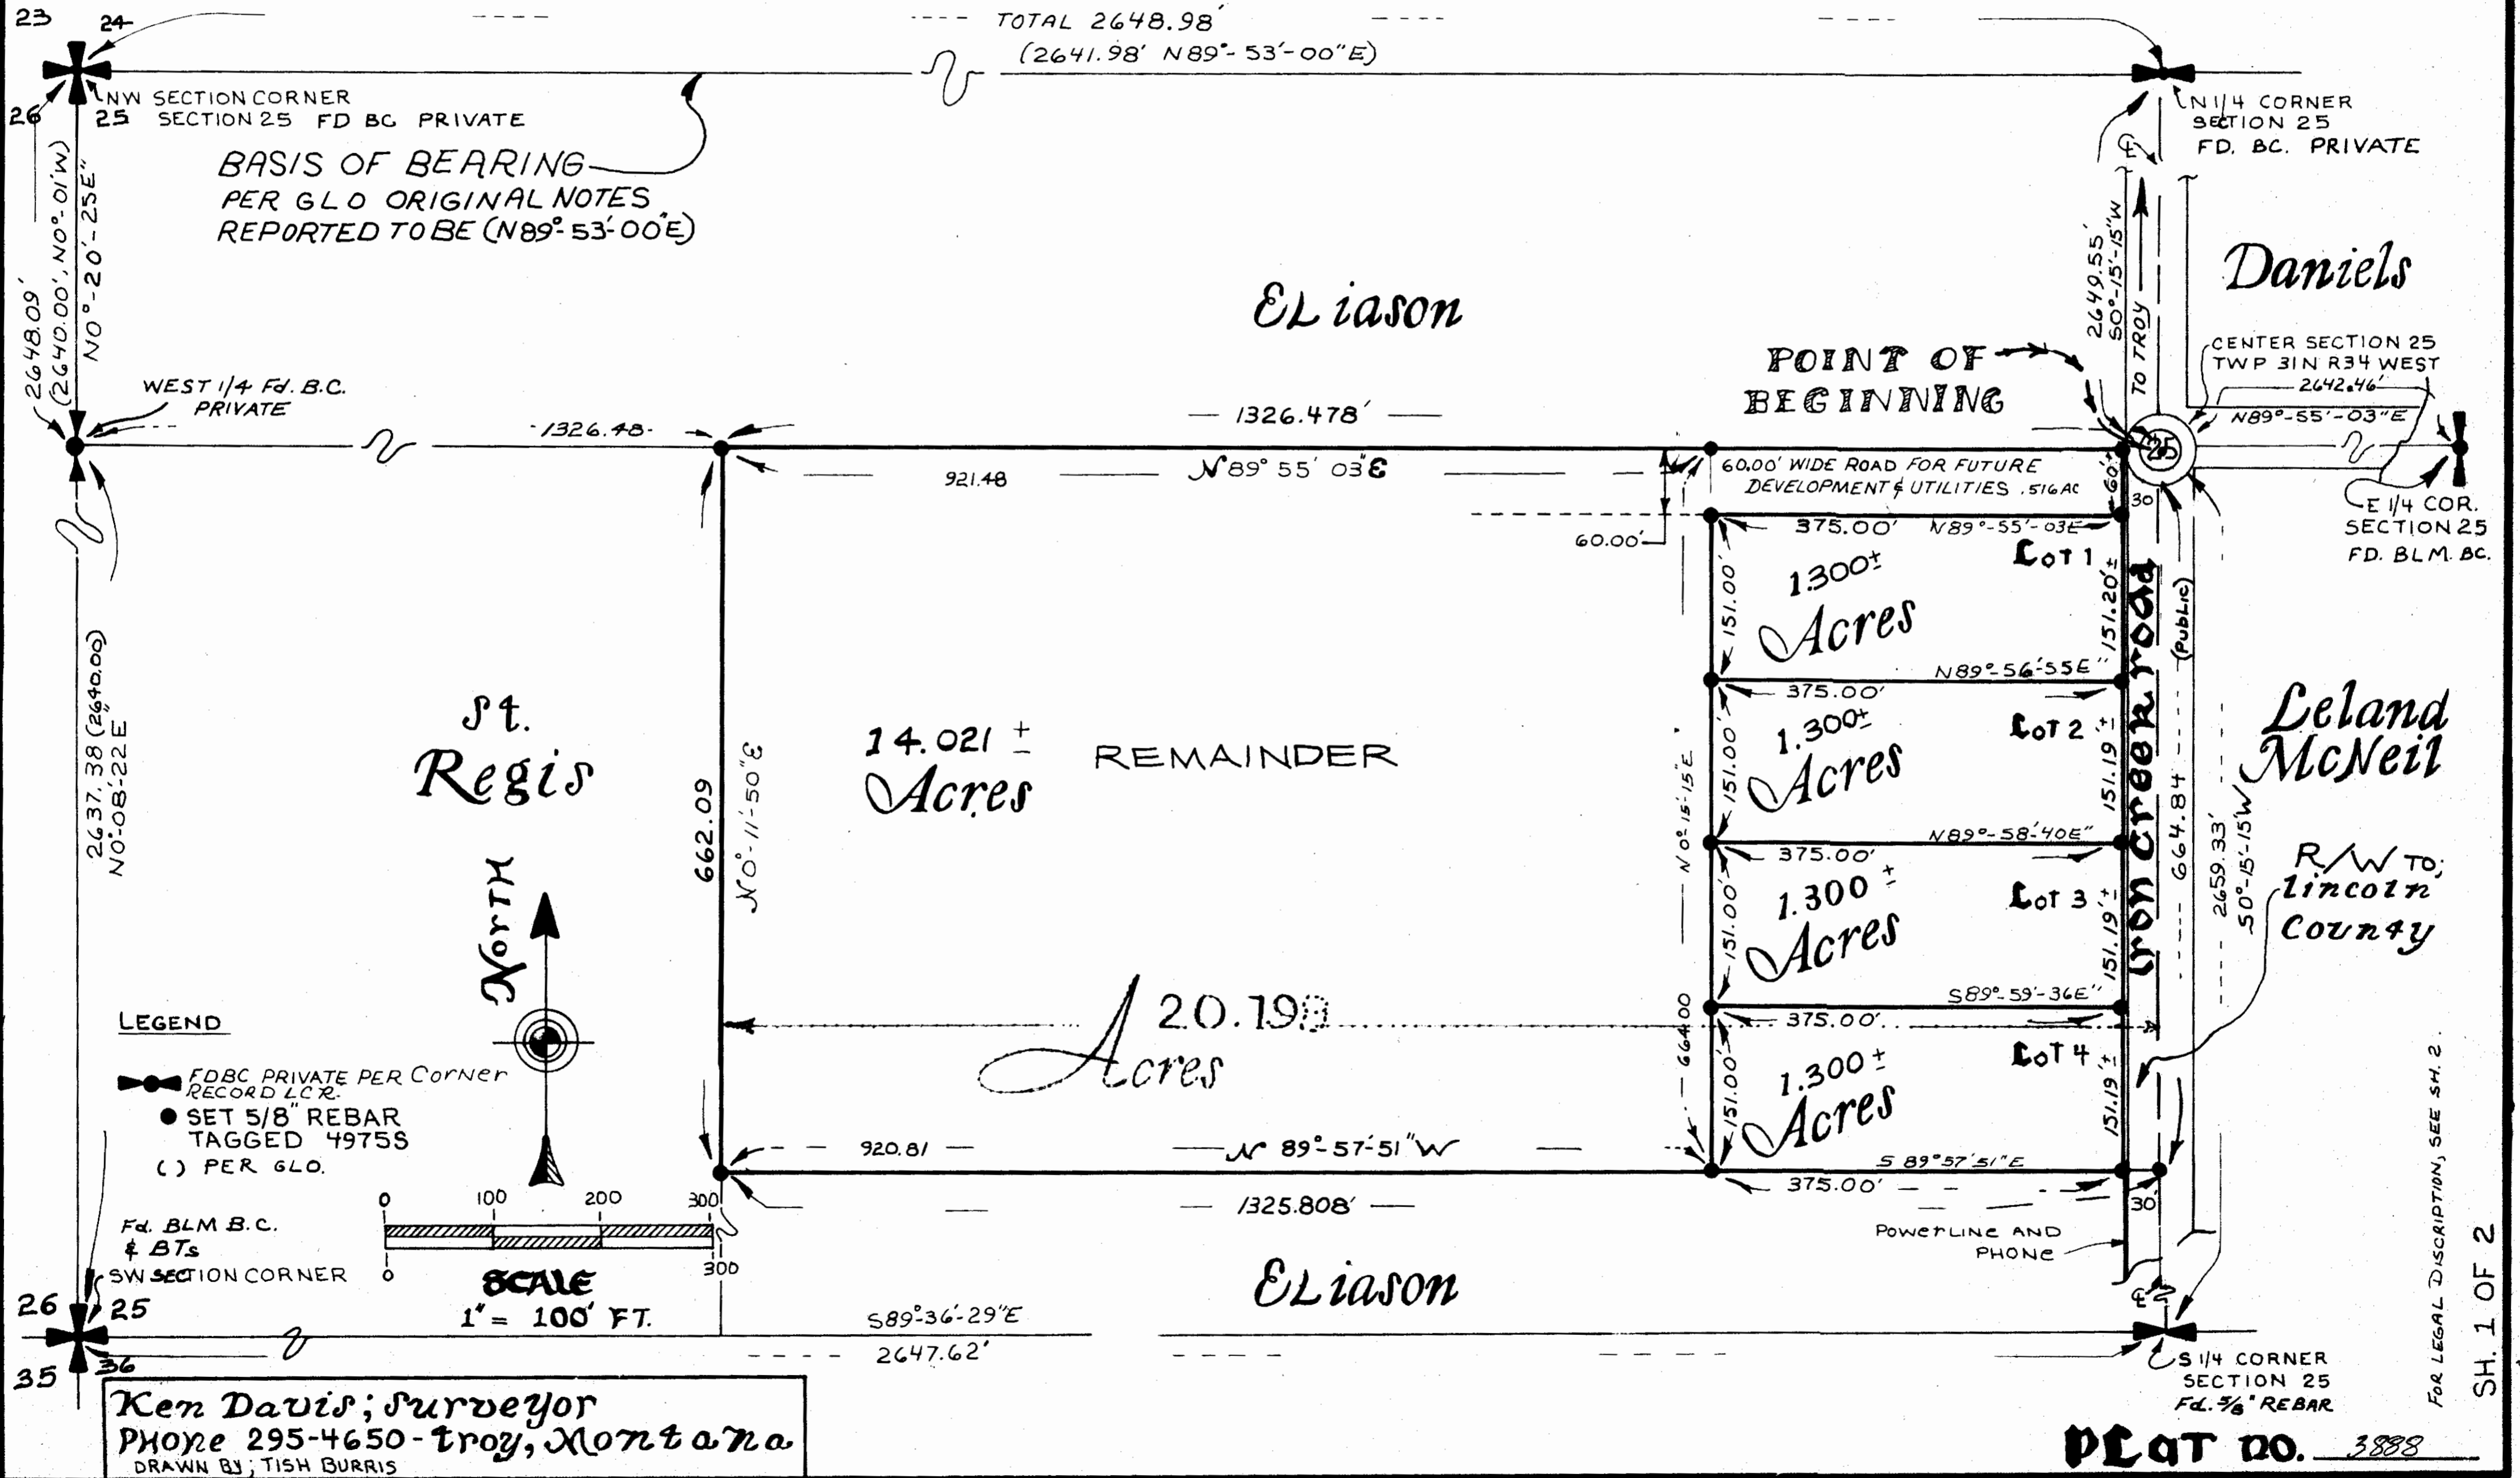 23
24
TOTAL 2648.98'
(2641.98' N89°-53'-00"E)
NW SECTION CORNER
26
25 SECTION 25 FD BC PRIVATE
BASIS OF BEARING
PER GLO ORIGINAL NOTES
REPORTED TO BE (N89°-53'-00"E)
N 1/4 CORNER
SECTION 25
FD. BC. PRIVATE
℄
2648.09'
(2640.00', N0°-01'W)
N0°-20'-25E"
2649.55'
S0°-15'-15"W
TO TROY
ELiason
Daniels
POINT OF
BEGINNING
CENTER SECTION 25
TWP 31N R34 WEST
2642.46'
N89°-55'-03"E
25
WEST 1/4 Fd. B.C.
PRIVATE
1326.48
1326.478'
921.48
N89° 55' 03"E
60.00' WIDE ROAD FOR FUTURE
DEVELOPMENT & UTILITIES .516AC
60'±
30
60.00'
E 1/4 COR.
SECTION 25
FD. BLM. BC.
375.00'
N89°-55'-03E
Lot 1
1.300±
Acres
151.00'
151.20'±
N89°-56'-55E"
375.00'
Lot 2
1.300±
Acres
151.00'
151.19'±
N89°-58'-40E"
375.00'
Lot 3
1.300±
Acres
151.00'
151.19'±
S89°-59'-36E"
375.00'
Lot 4
1.300±
Acres
151.00'
151.19'±
S 89°57'51"E
375.00'
30'
N0°-15'-15"E
664.00
Iron Creek road
(Public)
664.84
2659.33'
S0°-15'-15"W
Leland
McNeil
R/W TO;
Lincoln
County
2637.38 (2640.00)
N0°-08'-22E"
St.
Regis
662.09
N0°-11'-50"E
14.021±
Acres
REMAINDER
20.198
Acres
North
LEGEND
FDBC PRIVATE PER Corner
RECORD LCR.
SET 5/8" REBAR
TAGGED 4975S
( ) PER GLO.
920.81
N 89°-57'-51"W
1325.808'
0 100 200 300
0 300
SCALE
1" = 100' FT.
Fd. BLM B.C.
& BTs
SW SECTION CORNER
26 25
35 36
ELiason
S89°-36'-29"E
2647.62'
PowerLine AND
PHONe
℄
S 1/4 CORNER
SECTION 25
Fd. 5/8" REBAR
FOR LEGAL DISCRIPTION, SEE SH. 2.
SH. 1 OF 2
Ken Davis; Surveyor
PHone 295-4650-troy, Montana
DRAWN BY; TISH BURRIS
PLat no. 3888